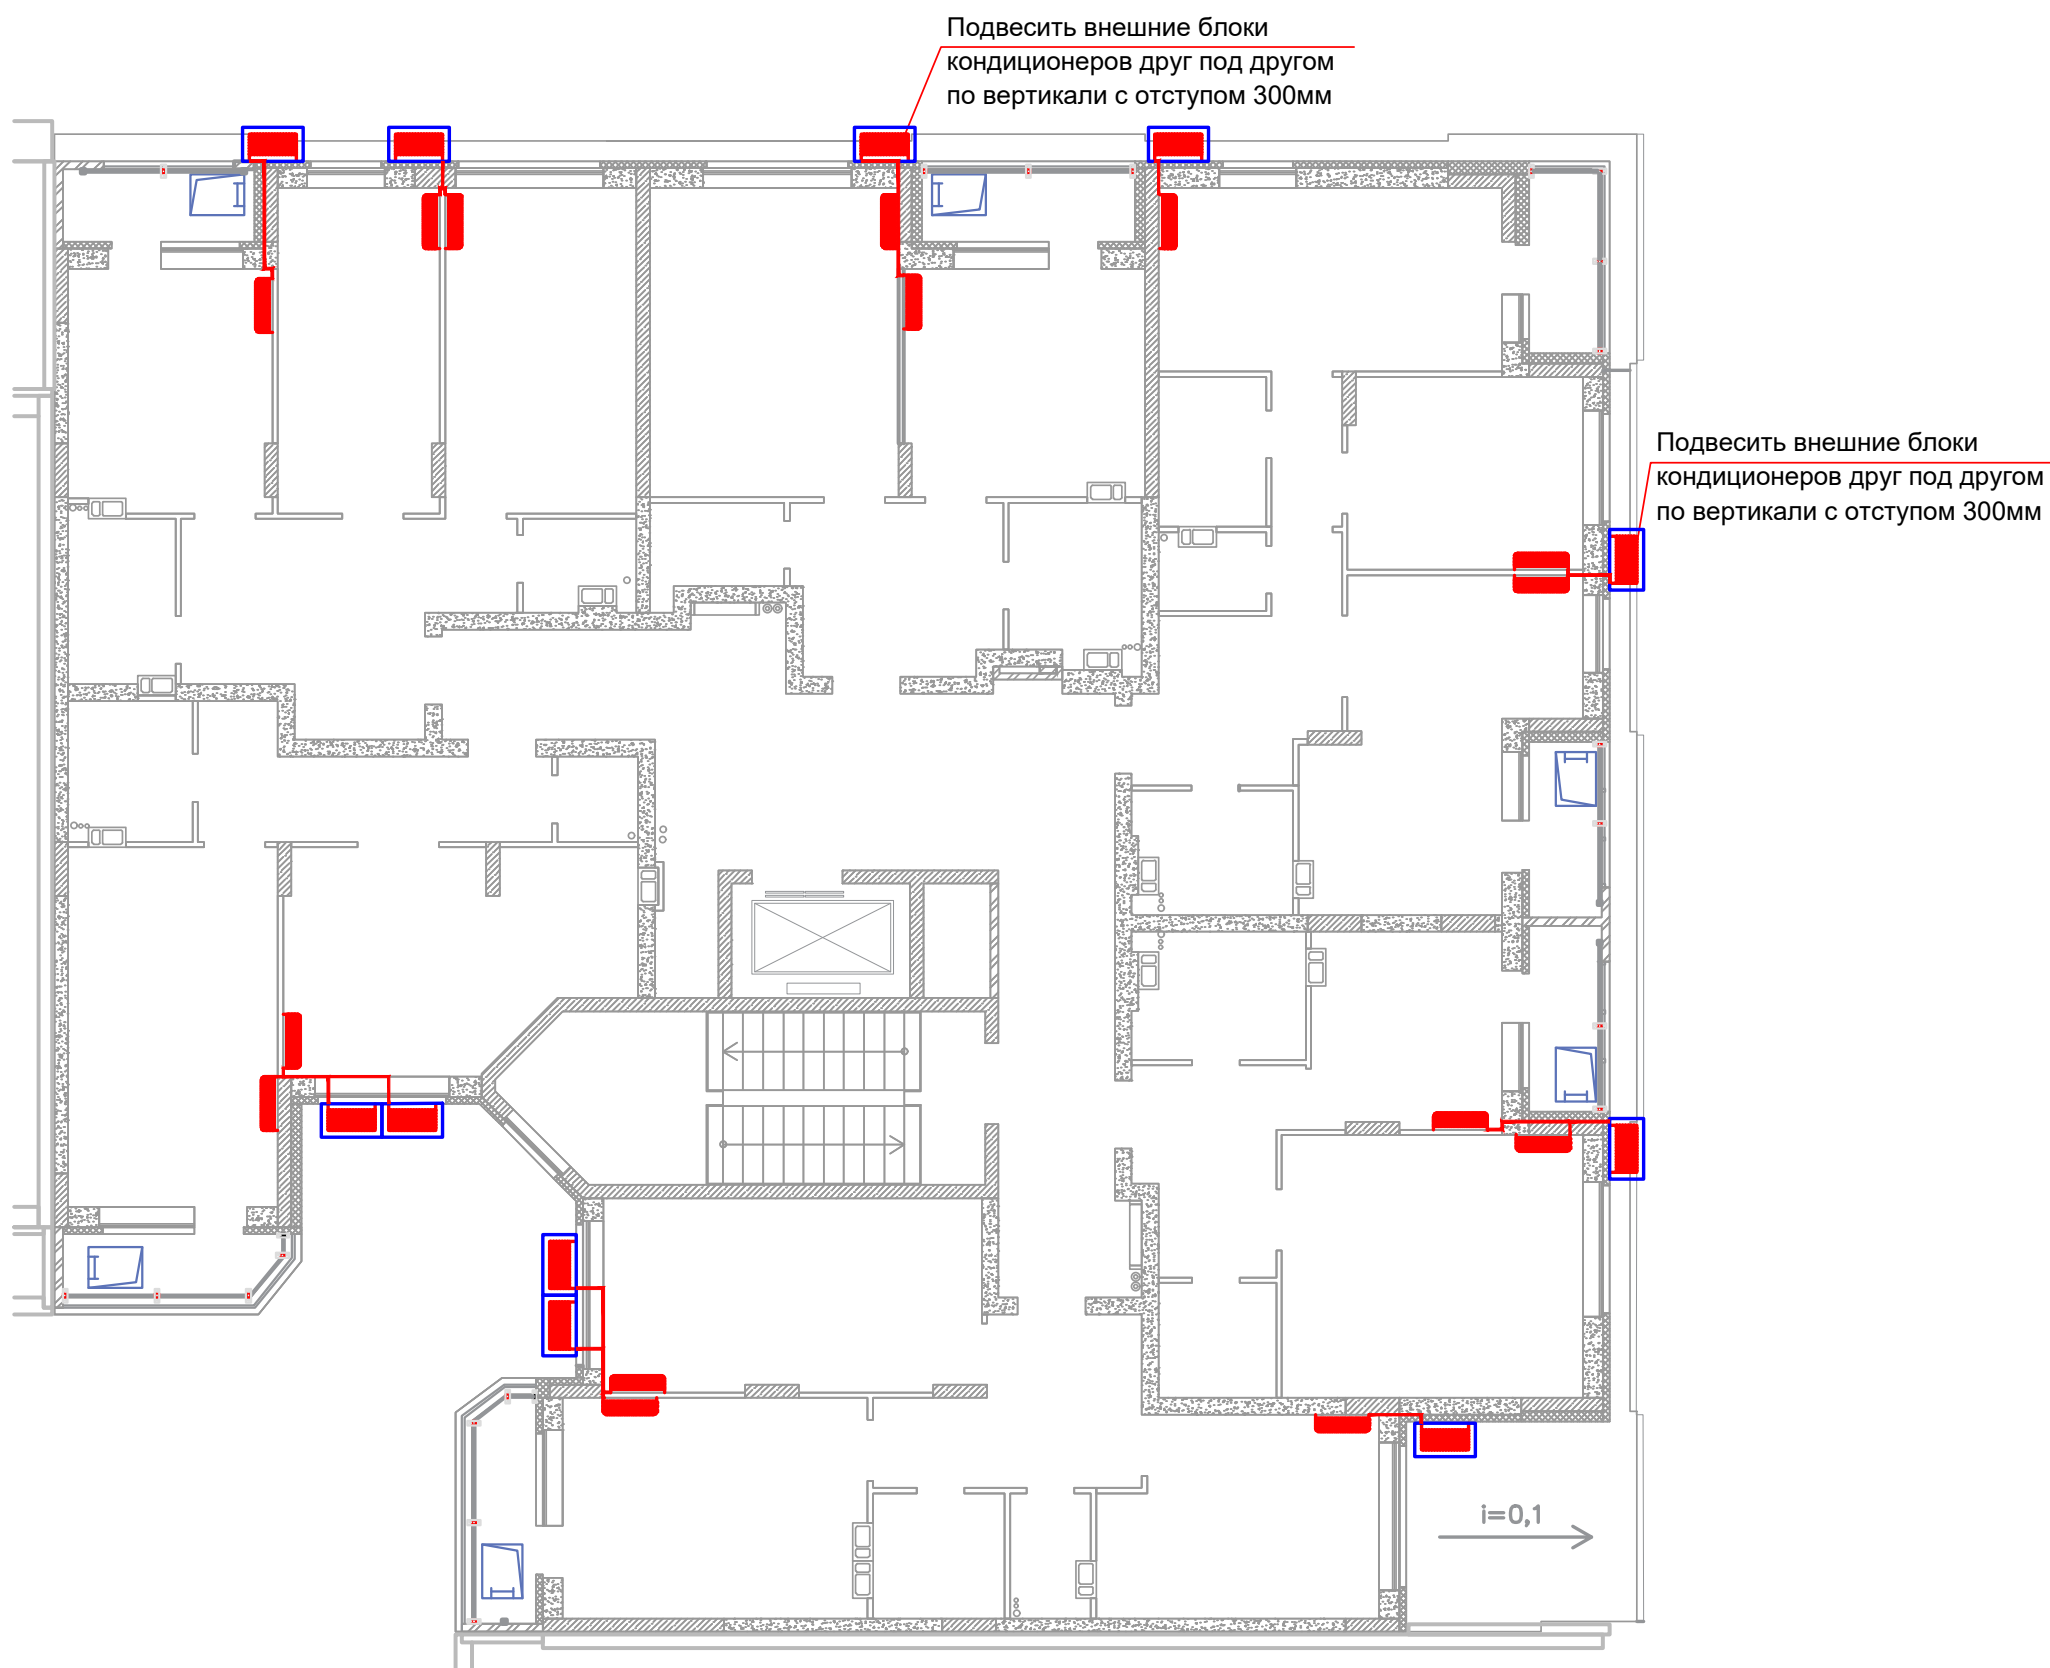 Подвесить внешние блоки
кондиционеров друг под другом
по вертикали с отступом 300мм
Подвесить внешние блоки
кондиционеров друг под другом
по вертикали с отступом 300мм
i=0,1